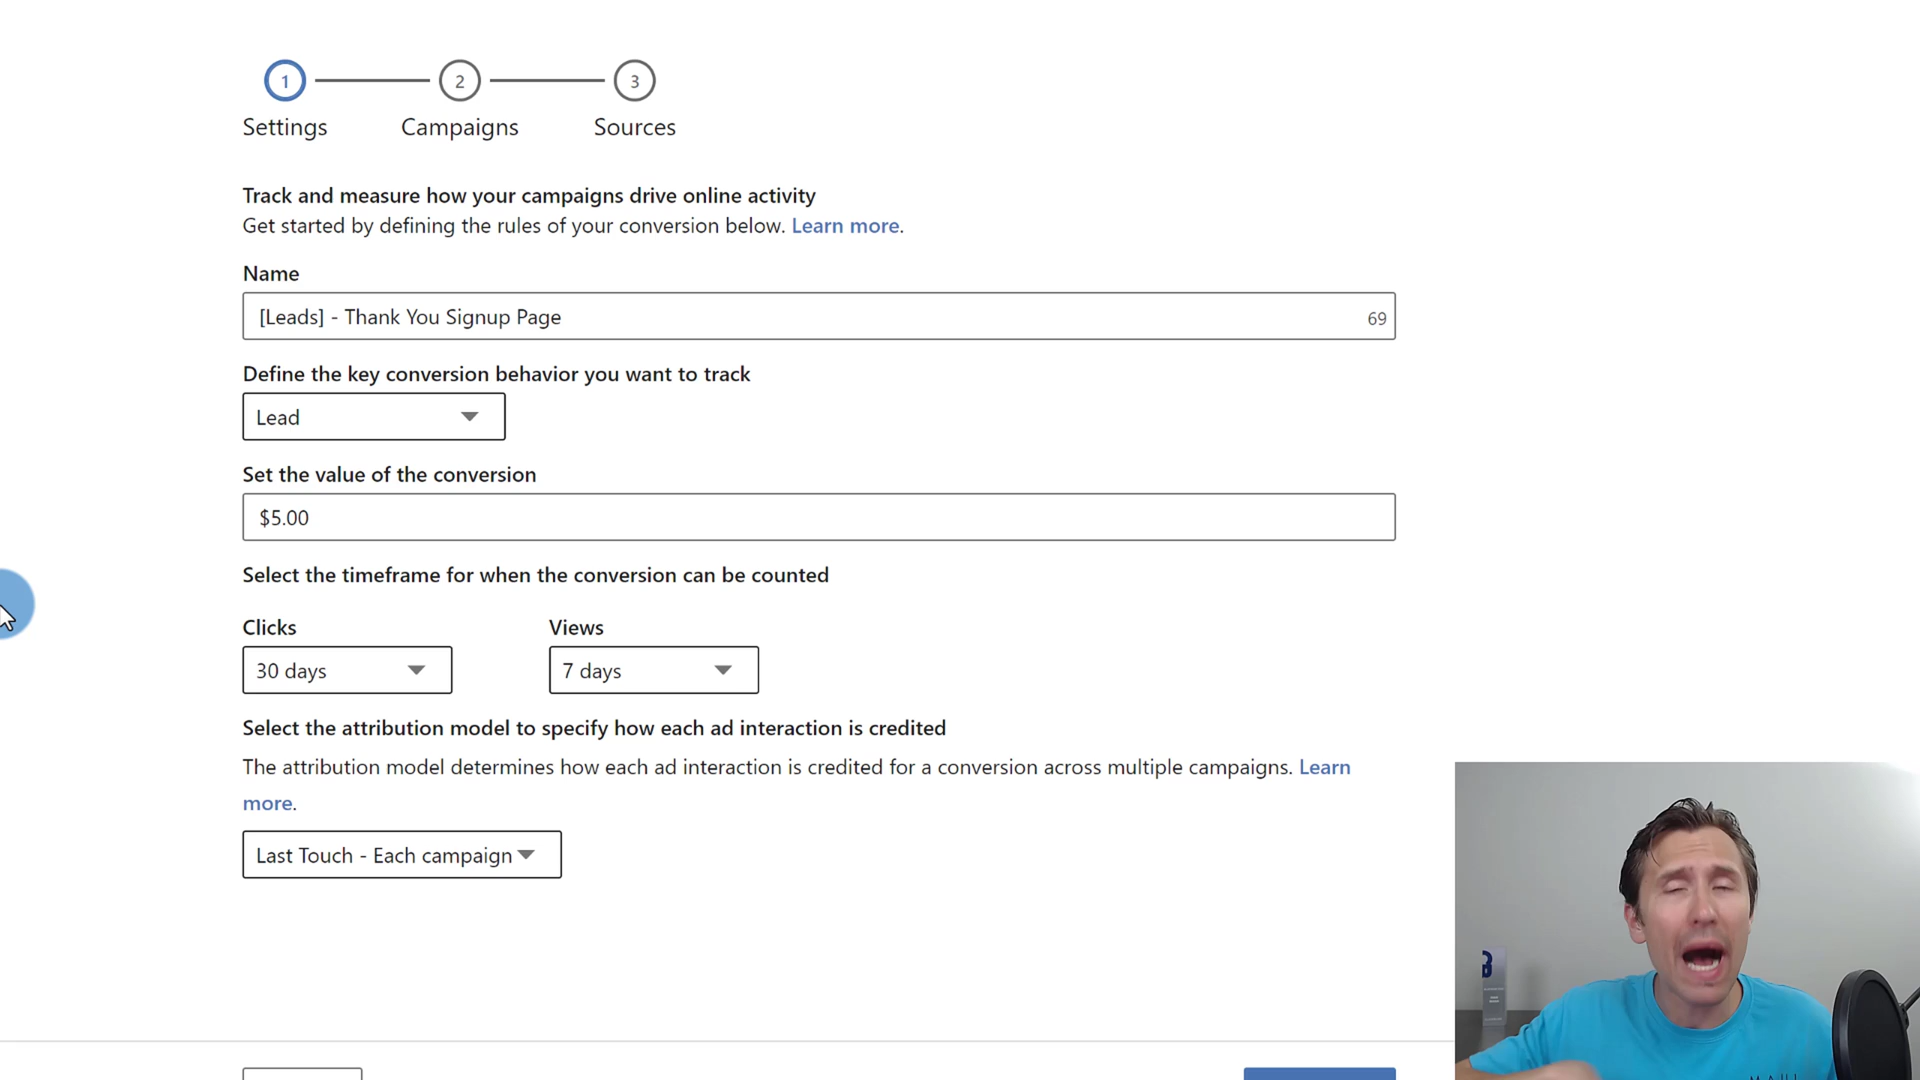 1
2
3
Settings
Campaigns
Sources
Track and measure how your campaigns drive online activity
Get started by defining the rules of your conversion below. Learn more.
Name
[Leads] - Thank You Signup Page
69
Define the key conversion behavior you want to track
Lead
Set the value of the conversion
$5.00
Select the timeframe for when the conversion can be counted
Clicks
Views
30 days
7 days
Select the attribution model to specify how each ad interaction is credited
The attribution model determines how each ad interaction is credited for a conversion across multiple campaigns. Learn
more.
Last Touch - Each campaign